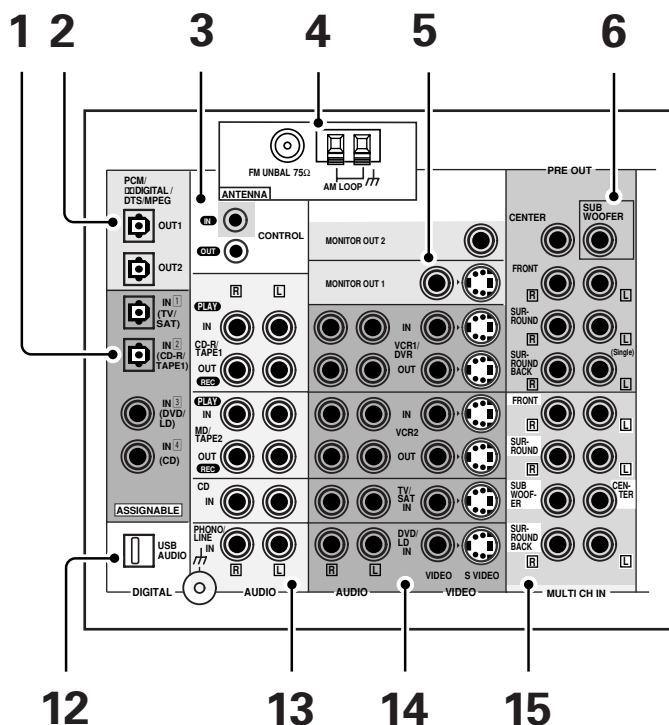 1 2 3 4 5 6
FM UNBAL 75Ω
AM LOOP
ANTENNA
PCM/
DIGITAL /
DTS/MPEG
OUT1
OUT2
IN 1
(TV/
SAT)
IN 2
(CD-R/
TAPE1)
IN 3
(DVD/
LD)
IN 4
(CD)
ASSIGNABLE
USB
AUDIO
DIGITAL
IN
OUT
CONTROL
R L
PLAY
IN
CD-R/
TAPE1
OUT
REC
PLAY
IN
MD/
TAPE2
OUT
REC
CD
IN
PHONO/
LINE
IN
R L
AUDIO
MONITOR OUT 2
MONITOR OUT 1
IN
VCR1/
DVR
OUT
IN
VCR2
OUT
TV/
SAT
IN
DVD/
LD
IN
R L
VIDEO S VIDEO
AUDIO VIDEO
PRE OUT
CENTER
SUB
WOOFER
FRONT
R L
SUR-
ROUND
R L
SUR-
ROUND
BACK
(Single)
R L
FRONT
R L
SUR-
ROUND
R L
SUB
WOOF-
ER
CEN-
TER
SUR-
ROUND
BACK
R L
MULTI CH IN
12 13 14 15